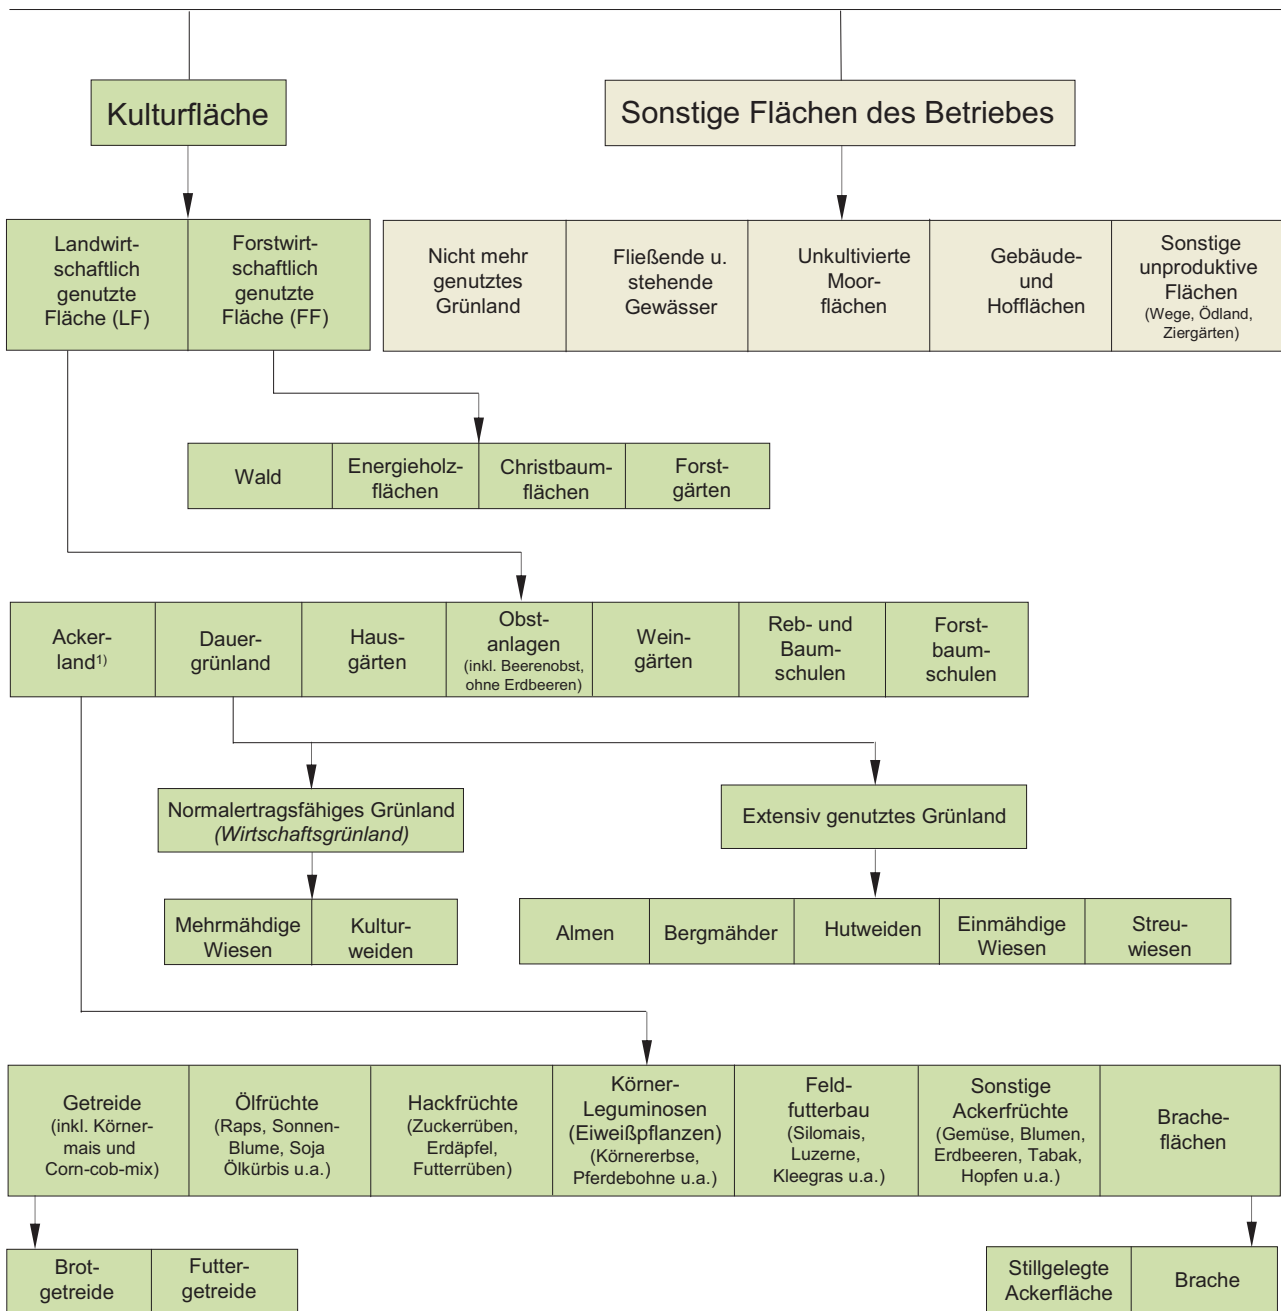 Kulturfläche
Sonstige Flächen des Betriebes
Landwirt-
schaftlich
genutzte
Fläche (LF)
Forstwirt-
schaftlich
genutzte
Fläche (FF)
Nicht mehr
genutztes
Grünland
Fließende u.
stehende
Gewässer
Unkultivierte
Moor-
flächen
Gebäude-
und
Hofflächen
Sonstige
unproduktive
Flächen
(Wege, Ödland,
Ziergärten)
Wald
Energieholz-
flächen
Christbaum-
flächen
Forst-
gärten
Acker-
land1)
Dauer-
grünland
Haus-
gärten
Obst-
anlagen
(inkl. Beerenobst,
ohne Erdbeeren)
Wein-
gärten
Reb- und
Baum-
schulen
Forst-
baum-
schulen
Normalertragsfähiges Grünland
(Wirtschaftsgrünland)
Extensiv genutztes Grünland
Mehrmähdige
Wiesen
Kultur-
weiden
Almen
Bergmähder
Hutweiden
Einmähdige
Wiesen
Streu-
wiesen
Getreide
(inkl. Körner-
mais und
Corn-cob-mix)
Ölfrüchte
(Raps, Sonnen-
Blume, Soja
Ölkürbis u.a.)
Hackfrüchte
(Zuckerrüben,
Erdäpfel,
Futterrüben)
Körner-
Leguminosen
(Eiweißpflanzen)
(Körnererbse,
Pferdebohne u.a.)
Feld-
futterbau
(Silomais,
Luzerne,
Kleegras u.a.)
Sonstige
Ackerfrüchte
(Gemüse, Blumen,
Erdbeeren, Tabak,
Hopfen u.a.)
Brache-
flächen
Brot-
getreide
Futter-
getreide
Stillgelegte
Ackerfläche
Brache